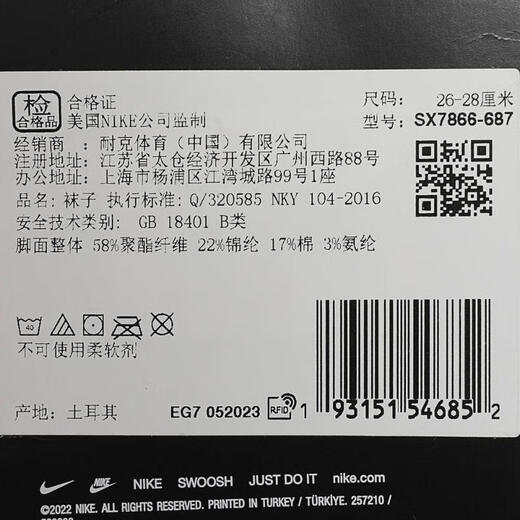 检
合格品
合格证
美国NIKE公司监制
尺码: 26-28厘米
型号: SX7866-687
经销商: 耐克体育（中国）有限公司
注册地址: 江苏省太仓经济开发区广州西路88号
办公地址: 上海市杨浦区江湾城路99号1座
品名: 袜子 执行标准: Q/320585 NKY 104-2016
安全技术类别: GB 18401 B类
脚面整体 58%聚酯纤维 22%锦纶 17%棉 3%氨纶
40
不可使用柔软剂
产地: 土耳其
EG7 052023
RFID
1 93151 54685 2
NIKE SWOOSH JUST DO IT nike.com
©2022 NIKE. ALL RIGHTS RESERVED. PRINTED IN TURKEY / TÜRKİYE. 257210 /